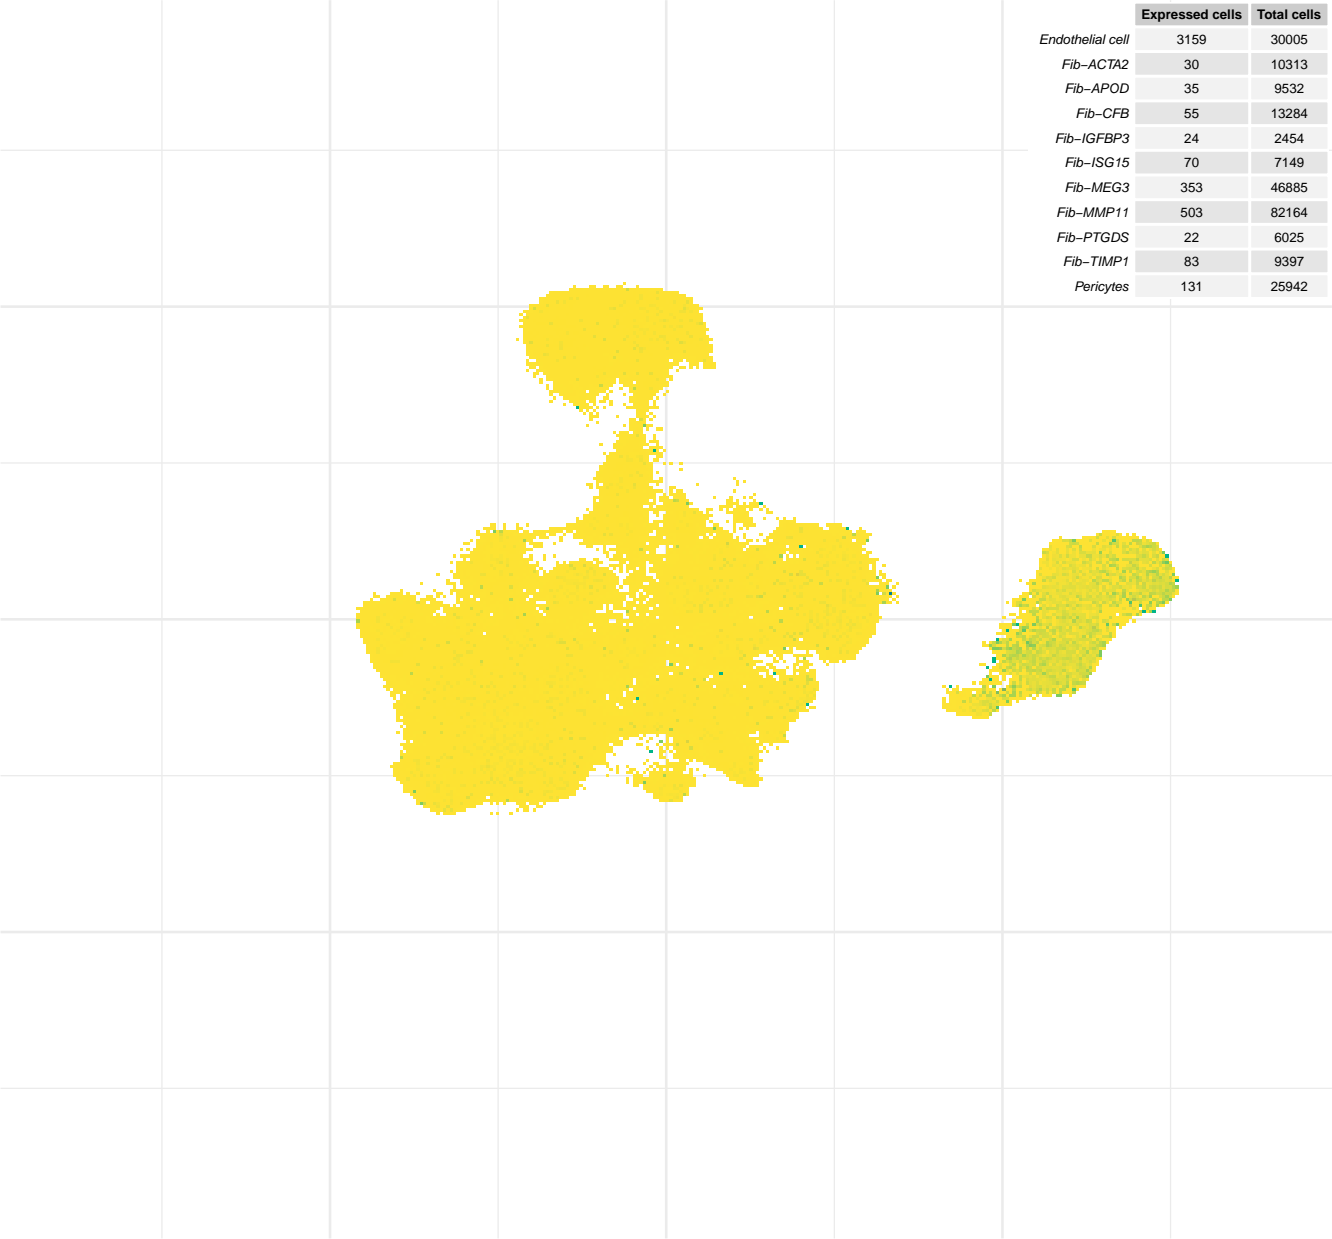 Expressed cells Total cells
Endothelial cell 3159 30005
Fib−ACTA2 30 10313
Fib−APOD 35 9532
Fib−CFB 55 13284
Fib−IGFBP3 24 2454
Fib−ISG15 70 7149
Fib−MEG3 353 46885
Fib−MMP11 503 82164
Fib−PTGDS 22 6025
Fib−TIMP1 83 9397
Pericytes 131 25942